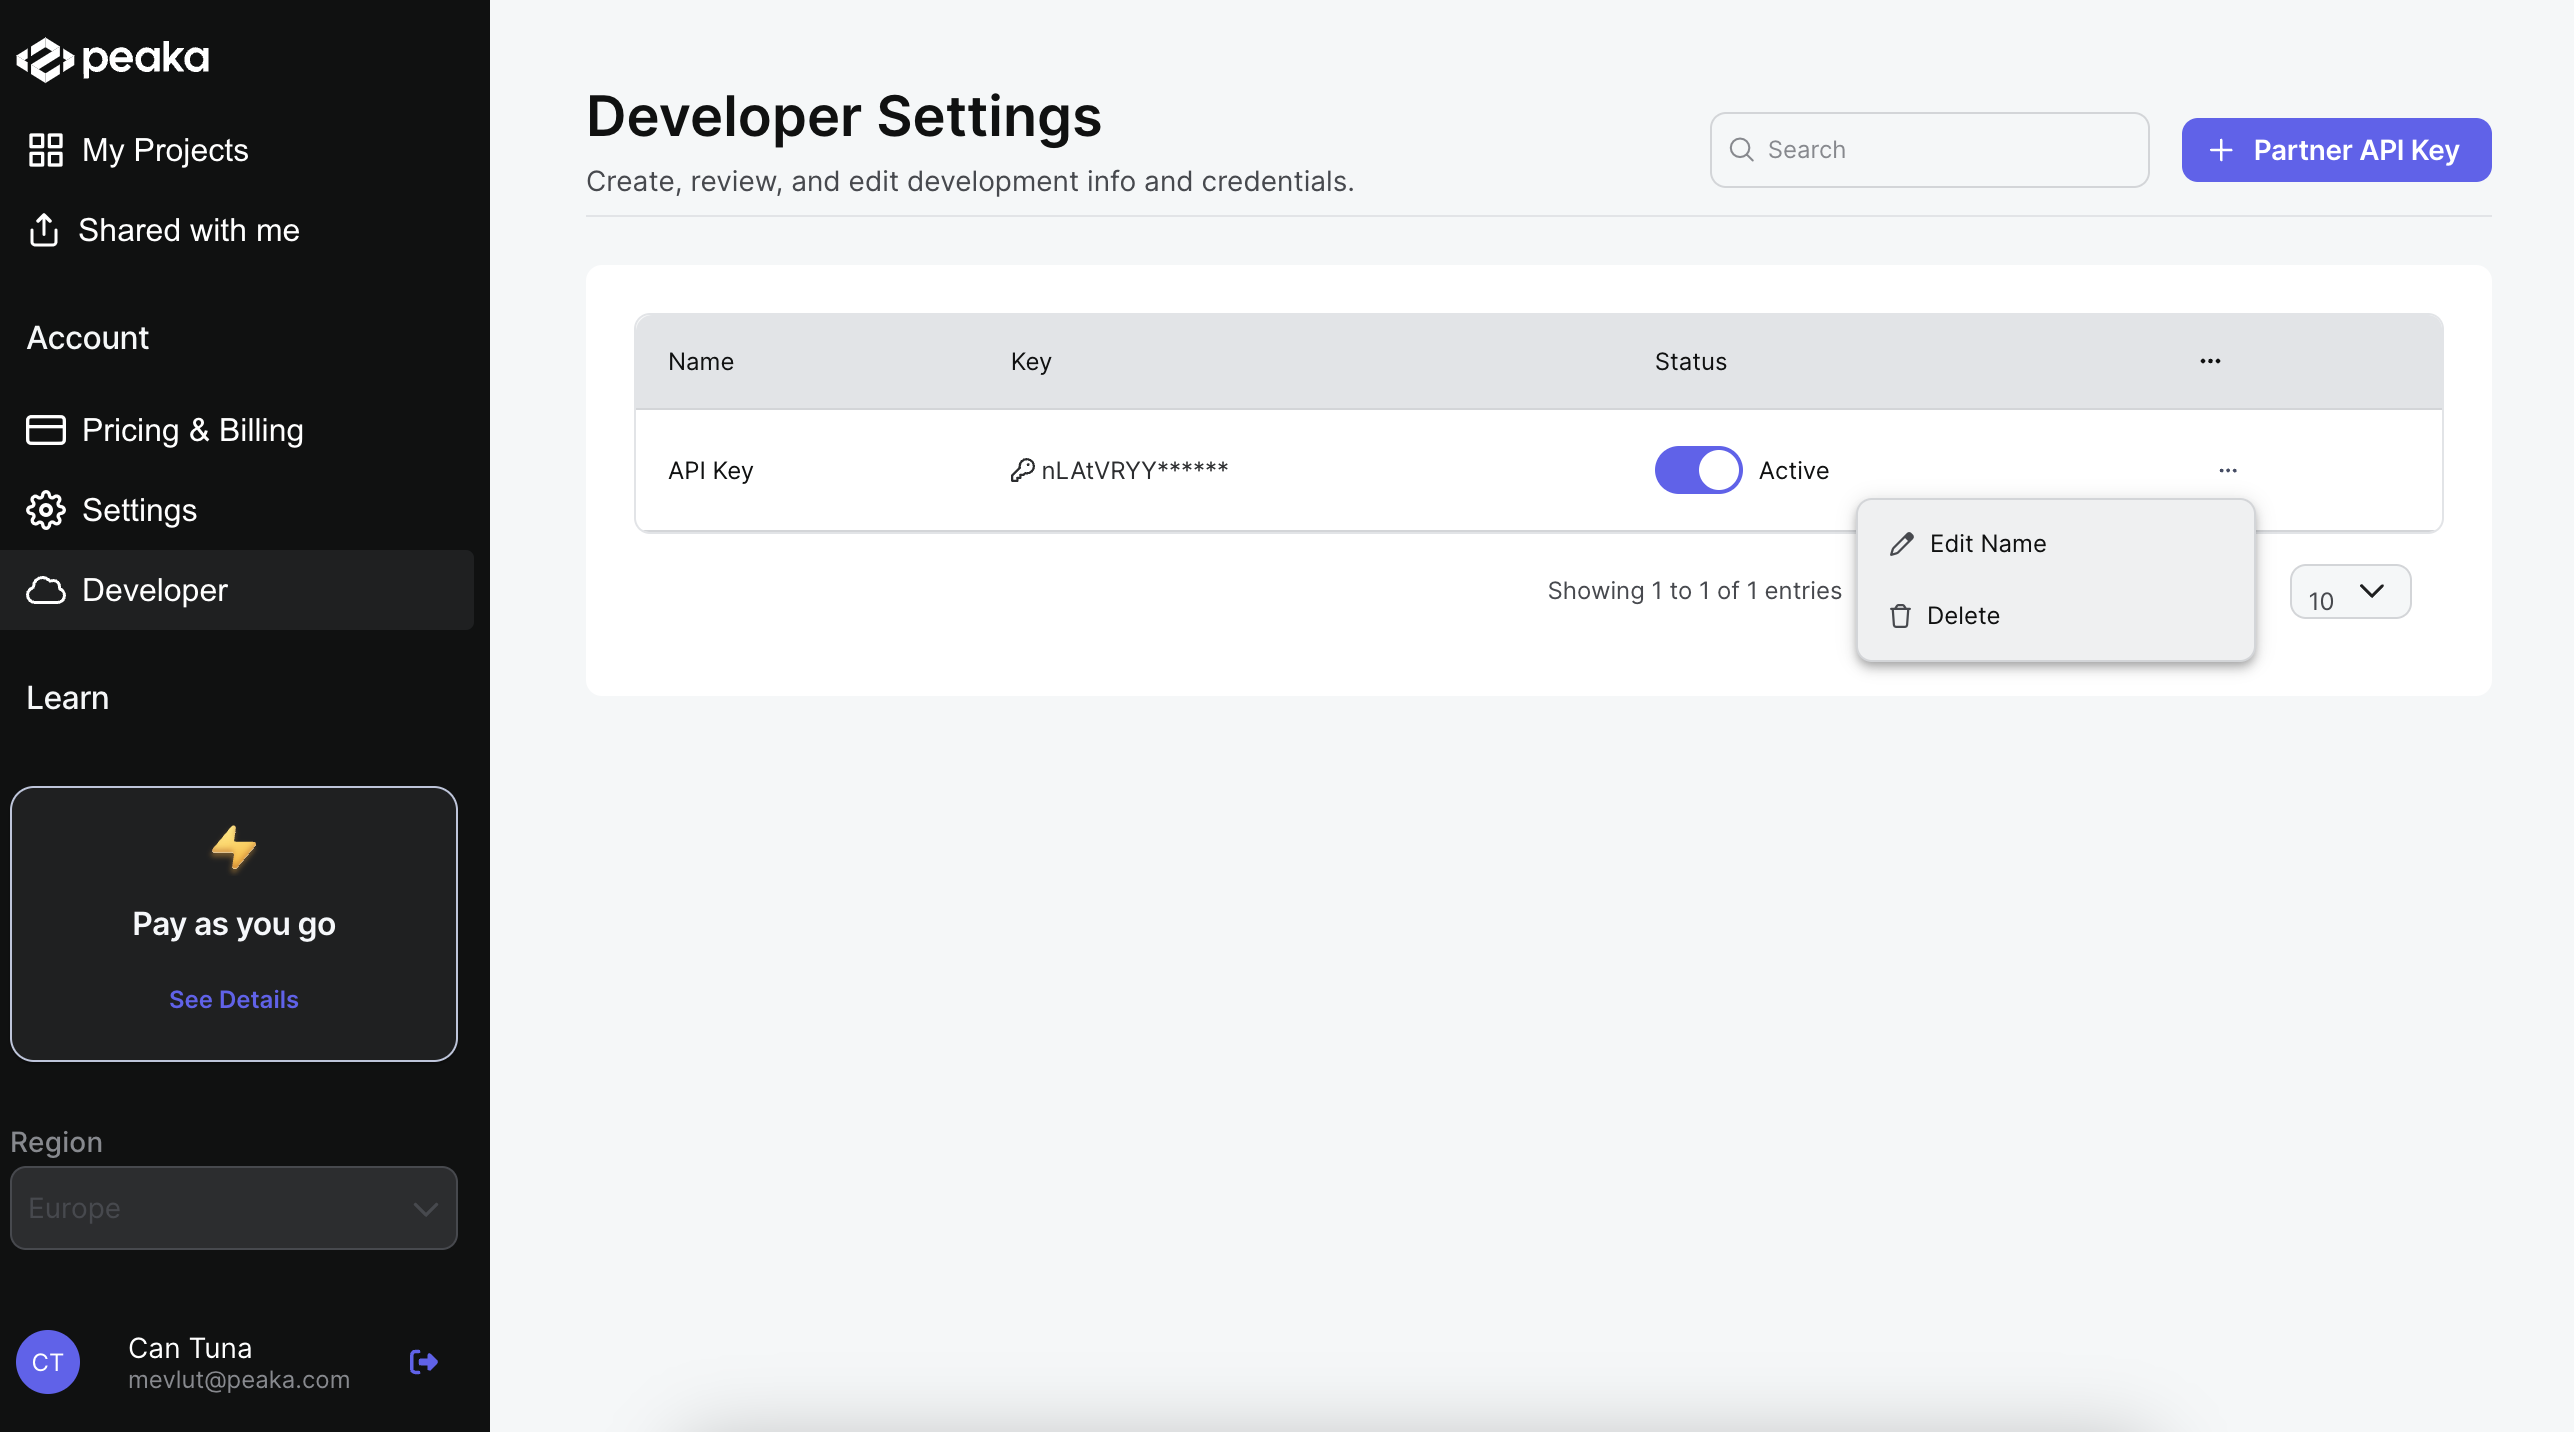 peaka
My Projects
Shared with me
Account
Pricing & Billing
Settings
Developer
Learn
Pay as you go
See Details
Region
Europe
CT
Can Tuna
mevlut@peaka.com
Developer Settings
Create, review, and edit development info and credentials.
Search
+ Partner API Key
Name Key Status ...
API Key nLAtVRYY****** Active ...
Edit Name
Delete
Showing 1 to 1 of 1 entries
10